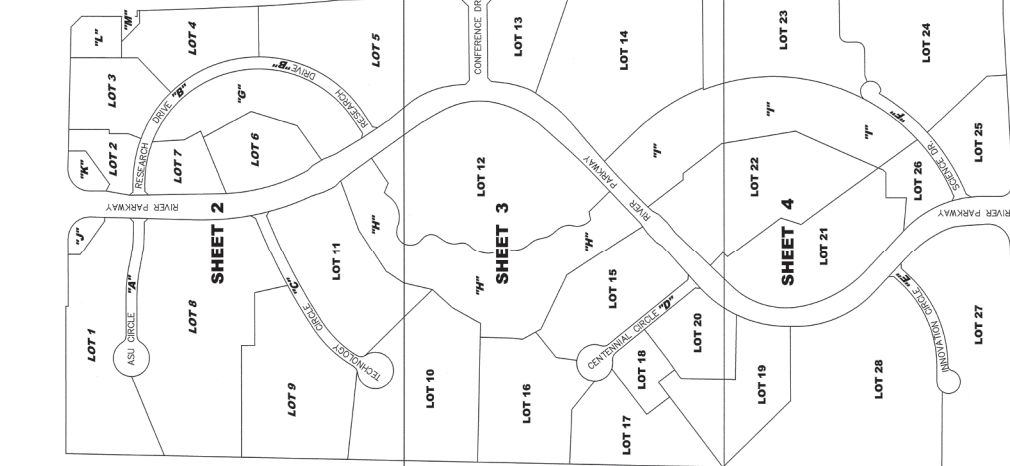 "L"
"M"
LOT 4
LOT 5
CONFERENCE DR
LOT 13
LOT 14
LOT 23
LOT 24
LOT 3
DRIVE "B"
"G"
DRIVE "B"
RESEARCH
"I"
"I"
"I"
"F"
SCIENCE DR.
LOT 25
"K"
LOT 2
RESEARCH
LOT 7
LOT 6
LOT 12
PARKWAY
RIVER
LOT 22
LOT 26
RIVER PARKWAY
SHEET 2
SHEET 3
SHEET 4
RIVER PARKWAY
"J"
"H"
"H"
"H"
LOT 11
LOT 21
LOT 1
ASU CIRCLE "A"
LOT 8
"C"
CIRCLE
TECHNOLOGY
LOT 15
CENTENNIAL CIRCLE "D"
LOT 20
INNOVATION CIRCLE "E"
LOT 27
LOT 9
LOT 10
LOT 16
LOT 17
LOT 18
LOT 19
LOT 28